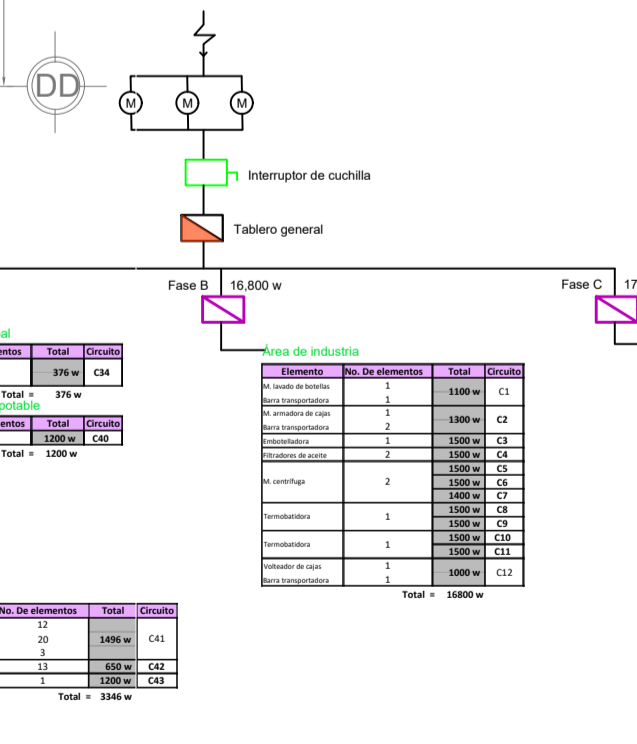 DD
M M M
Interruptor de cuchilla
Tablero general
Fase B 16,800 w
Fase C 17
al
entos Total Circuito
376 w C34
Total = 376 w
potable
entos Total Circuito
1200 w C40
Total = 1200 w
Área de industria
Elemento No. De elementos Total Circuito
M. lavado de botellas 1 1100 w C1
Barra transportadora 1
M. armadora de cajas 1 1300 w C2
Barra transportadora 2
Embotelladora 1 1500 w C3
Filtradores de aceite 2 1500 w C4
M. centrífuga 2 1500 w C5
1500 w C6
1400 w C7
Termobatidora 1 1500 w C8
1500 w C9
Termobatidora 1 1500 w C10
1500 w C11
Volteador de cajas 1 1000 w C12
Barra transportadora 1
Total = 16800 w
No. De elementos Total Circuito
12
20 1496 w C41
3
13 650 w C42
1 1200 w C43
Total = 3346 w